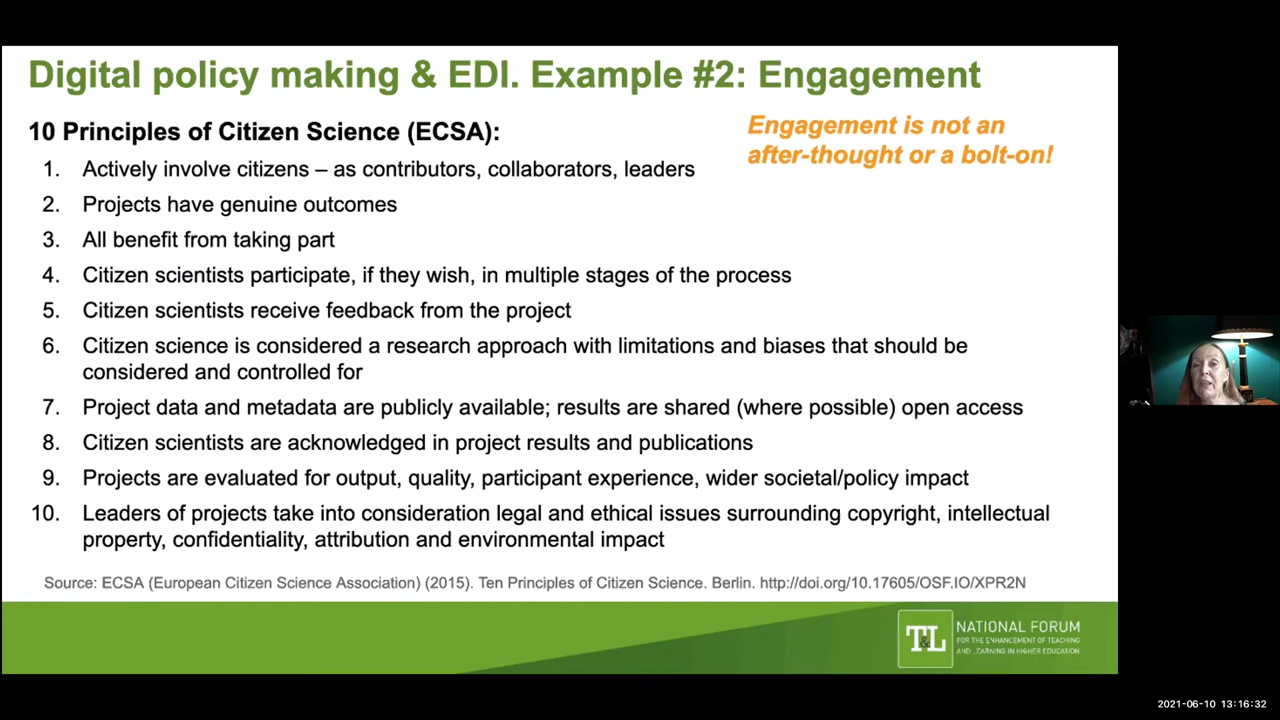 Digital policy making & EDI. Example #2: Engagement
10 Principles of Citizen Science (ECSA):
Engagement is not an
after-thought or a bolt-on!
1. Actively involve citizens – as contributors, collaborators, leaders
2. Projects have genuine outcomes
3. All benefit from taking part
4. Citizen scientists participate, if they wish, in multiple stages of the process
5. Citizen scientists receive feedback from the project
6. Citizen science is considered a research approach with limitations and biases that should be
considered and controlled for
7. Project data and metadata are publicly available; results are shared (where possible) open access
8. Citizen scientists are acknowledged in project results and publications
9. Projects are evaluated for output, quality, participant experience, wider societal/policy impact
10. Leaders of projects take into consideration legal and ethical issues surrounding copyright, intellectual
property, confidentiality, attribution and environmental impact
Source: ECSA (European Citizen Science Association) (2015). Ten Principles of Citizen Science. Berlin. http://doi.org/10.17605/OSF.IO/XPR2N
T&L
NATIONAL FORUM
FOR THE ENHANCEMENT OF TEACHING
AND LEARNING IN HIGHER EDUCATION
2021-06-10 13:16:32